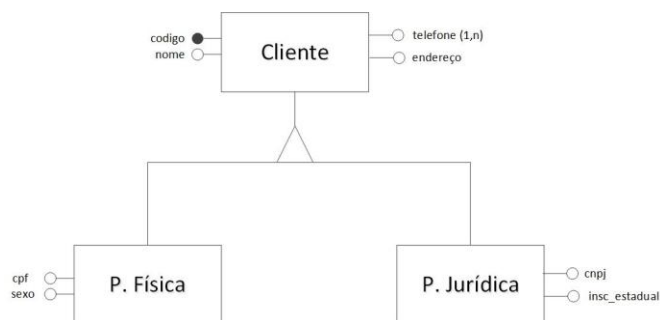 codigo
nome
Cliente
telefone (1,n)
endereço
cpf
sexo
P. Física
P. Jurídica
cnpj
insc_estadual